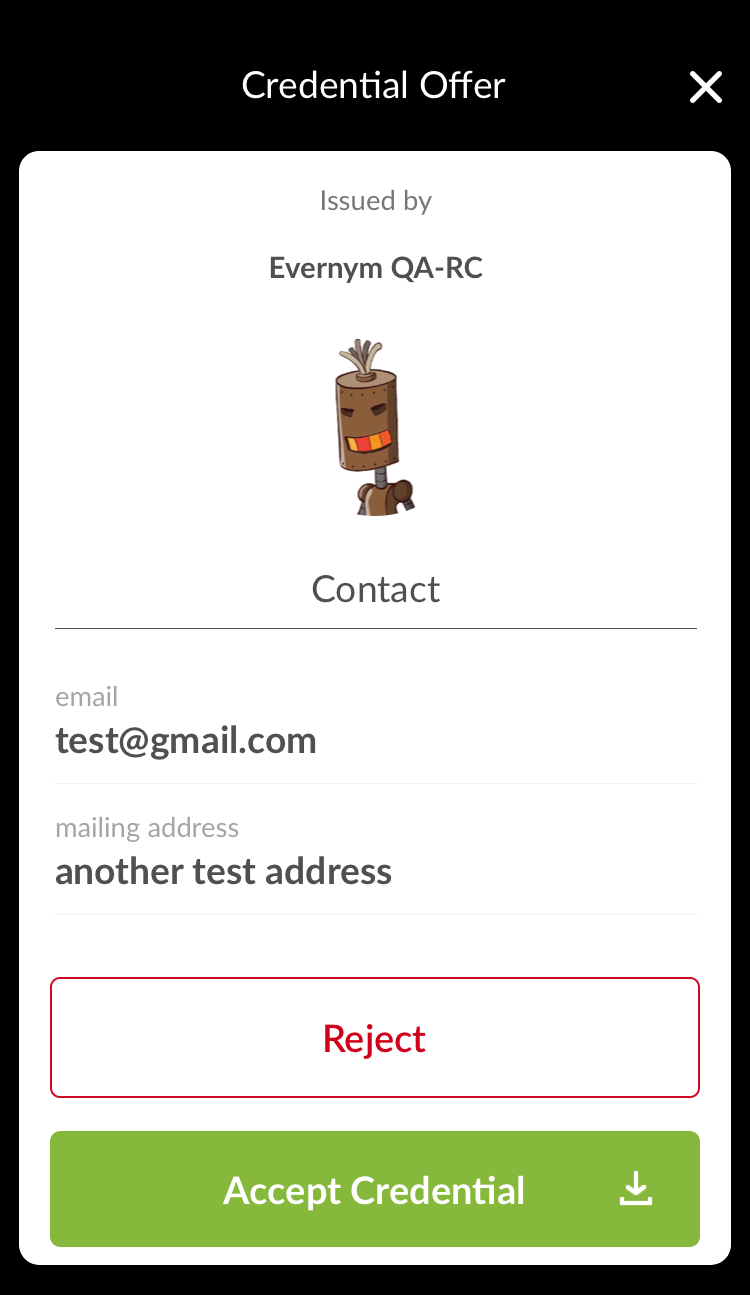 Credential Offer
Issued by
Evernym QA-RC
Contact
email
test@gmail.com
mailing address
another test address
Reject
Accept Credential